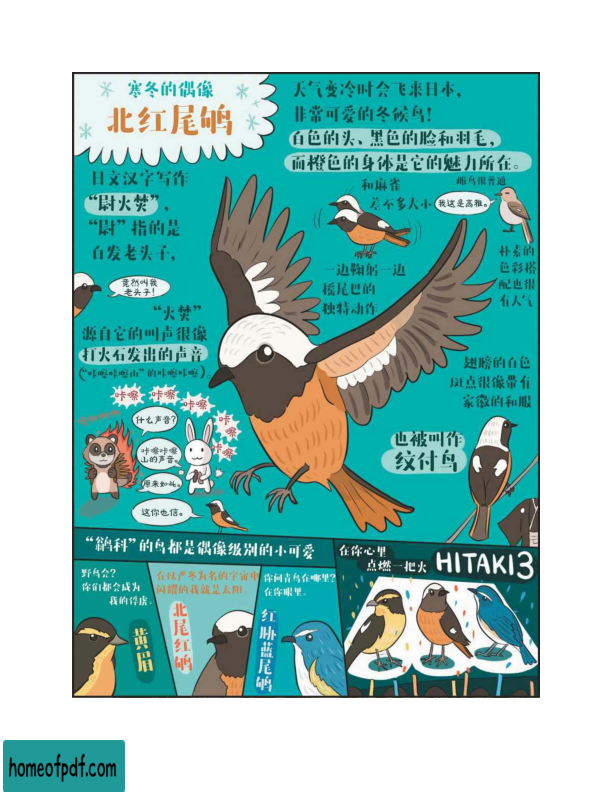 寒冬的偶像
北红尾鸲
天气变冷时会飞来日本，
非常可爱的冬候鸟！
白色的头、黑色的脸和羽毛，
而橙色的身体是它的魅力所在。
日文汉字写作
“尉火焚”，
“尉”指的是
白发老头子，
竟然叫我
老头子！
“火焚”
源自它的叫声很像
打火石发出的声音
（“咔嚓咔嚓山”的咔嚓咔嚓）。
和麻雀
差不多大小
雌鸟很普通
我这是高雅。
朴素的
色彩搭
配也很
有人气
一边鞠躬一边
摇尾巴的
独特动作
翅膀的白色
斑点很像带有
家徽的和服
也被叫作
纹付鸟
咔嚓
咔嚓
咔嚓
咔嚓
咔嚓
什么声音？
咔嚓咔嚓
山的声音。
原来如此。
这你也信。
“鹟科”的鸟都是偶像级别的小可爱
野鸟会？
你们都会成为
我的俘虏。
黄眉
在以严冬为名的宇宙中
闪耀的我就是太阳。
北尾红鸲
你问青鸟在哪里？
在你眼里。
红胁蓝尾鸲
在你心里
点燃一把火
HITAKI3
homeofpdf.com